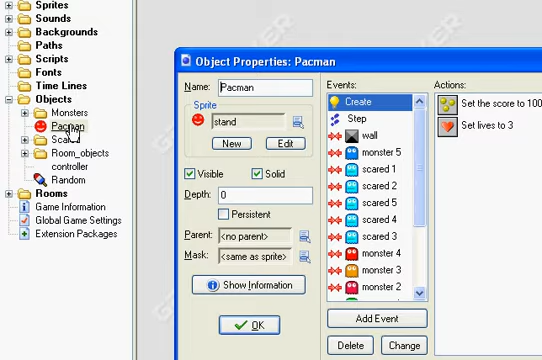 Sprites
Sounds
Backgrounds
Paths
Scripts
Fonts
Time Lines
Objects
Monsters
Pacman
Room_objects
controller
Random
Rooms
Game Information
Global Game Settings
Extension Packages
Object Properties: Pacman
Name: Pacman
Sprite
stand
New Edit
Visible Solid
Depth: 0
Persistent
Parent: <no parent>
Mask: <same as sprite>
Show Information
OK
Events:
Create
Step
wall
monster 5
scared 1
scared 2
scared 5
scared 4
scared 3
monster 4
monster 3
monster 2
Add Event
Delete Change
Actions:
Set the score to 100
Set lives to 3